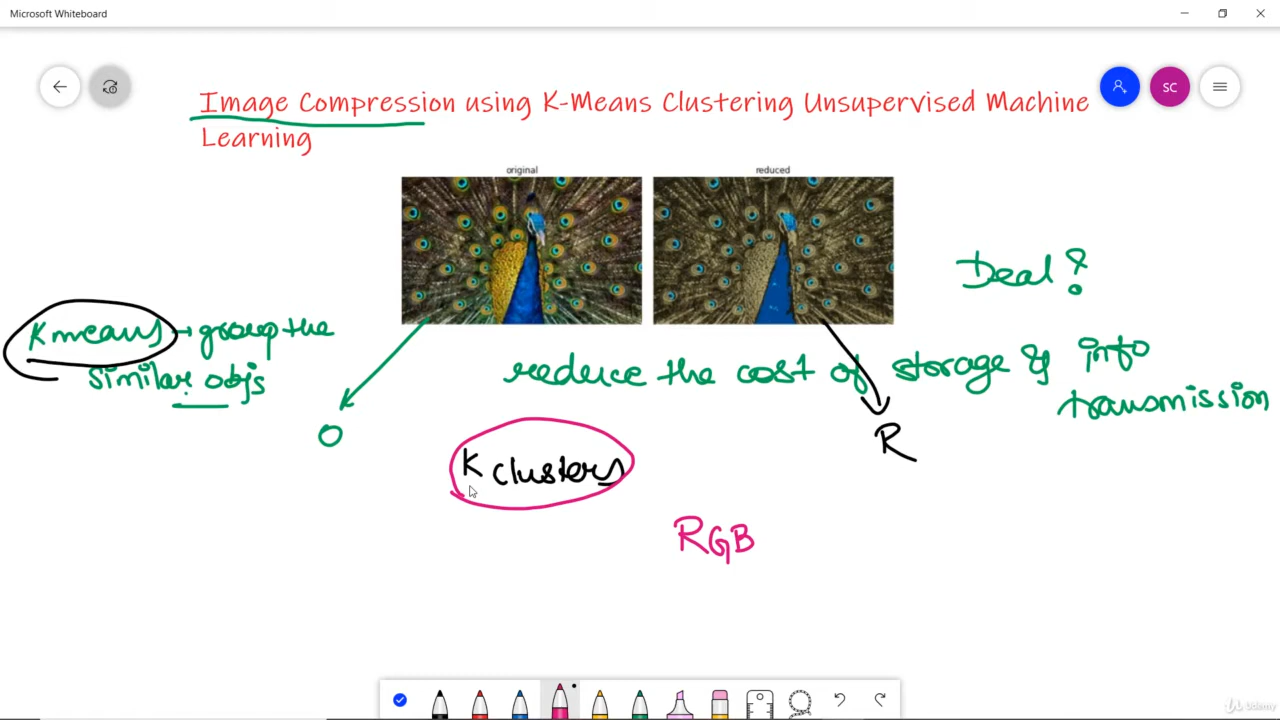 Microsoft Whiteboard
SC
Image Compression using K-Means Clustering Unsupervised Machine
Learning
original
reduced
Deal?
Kmeans → group the
similar objs
reduce the cost of storage & info
transmission
O
R
K clusters
RGB
Udemy